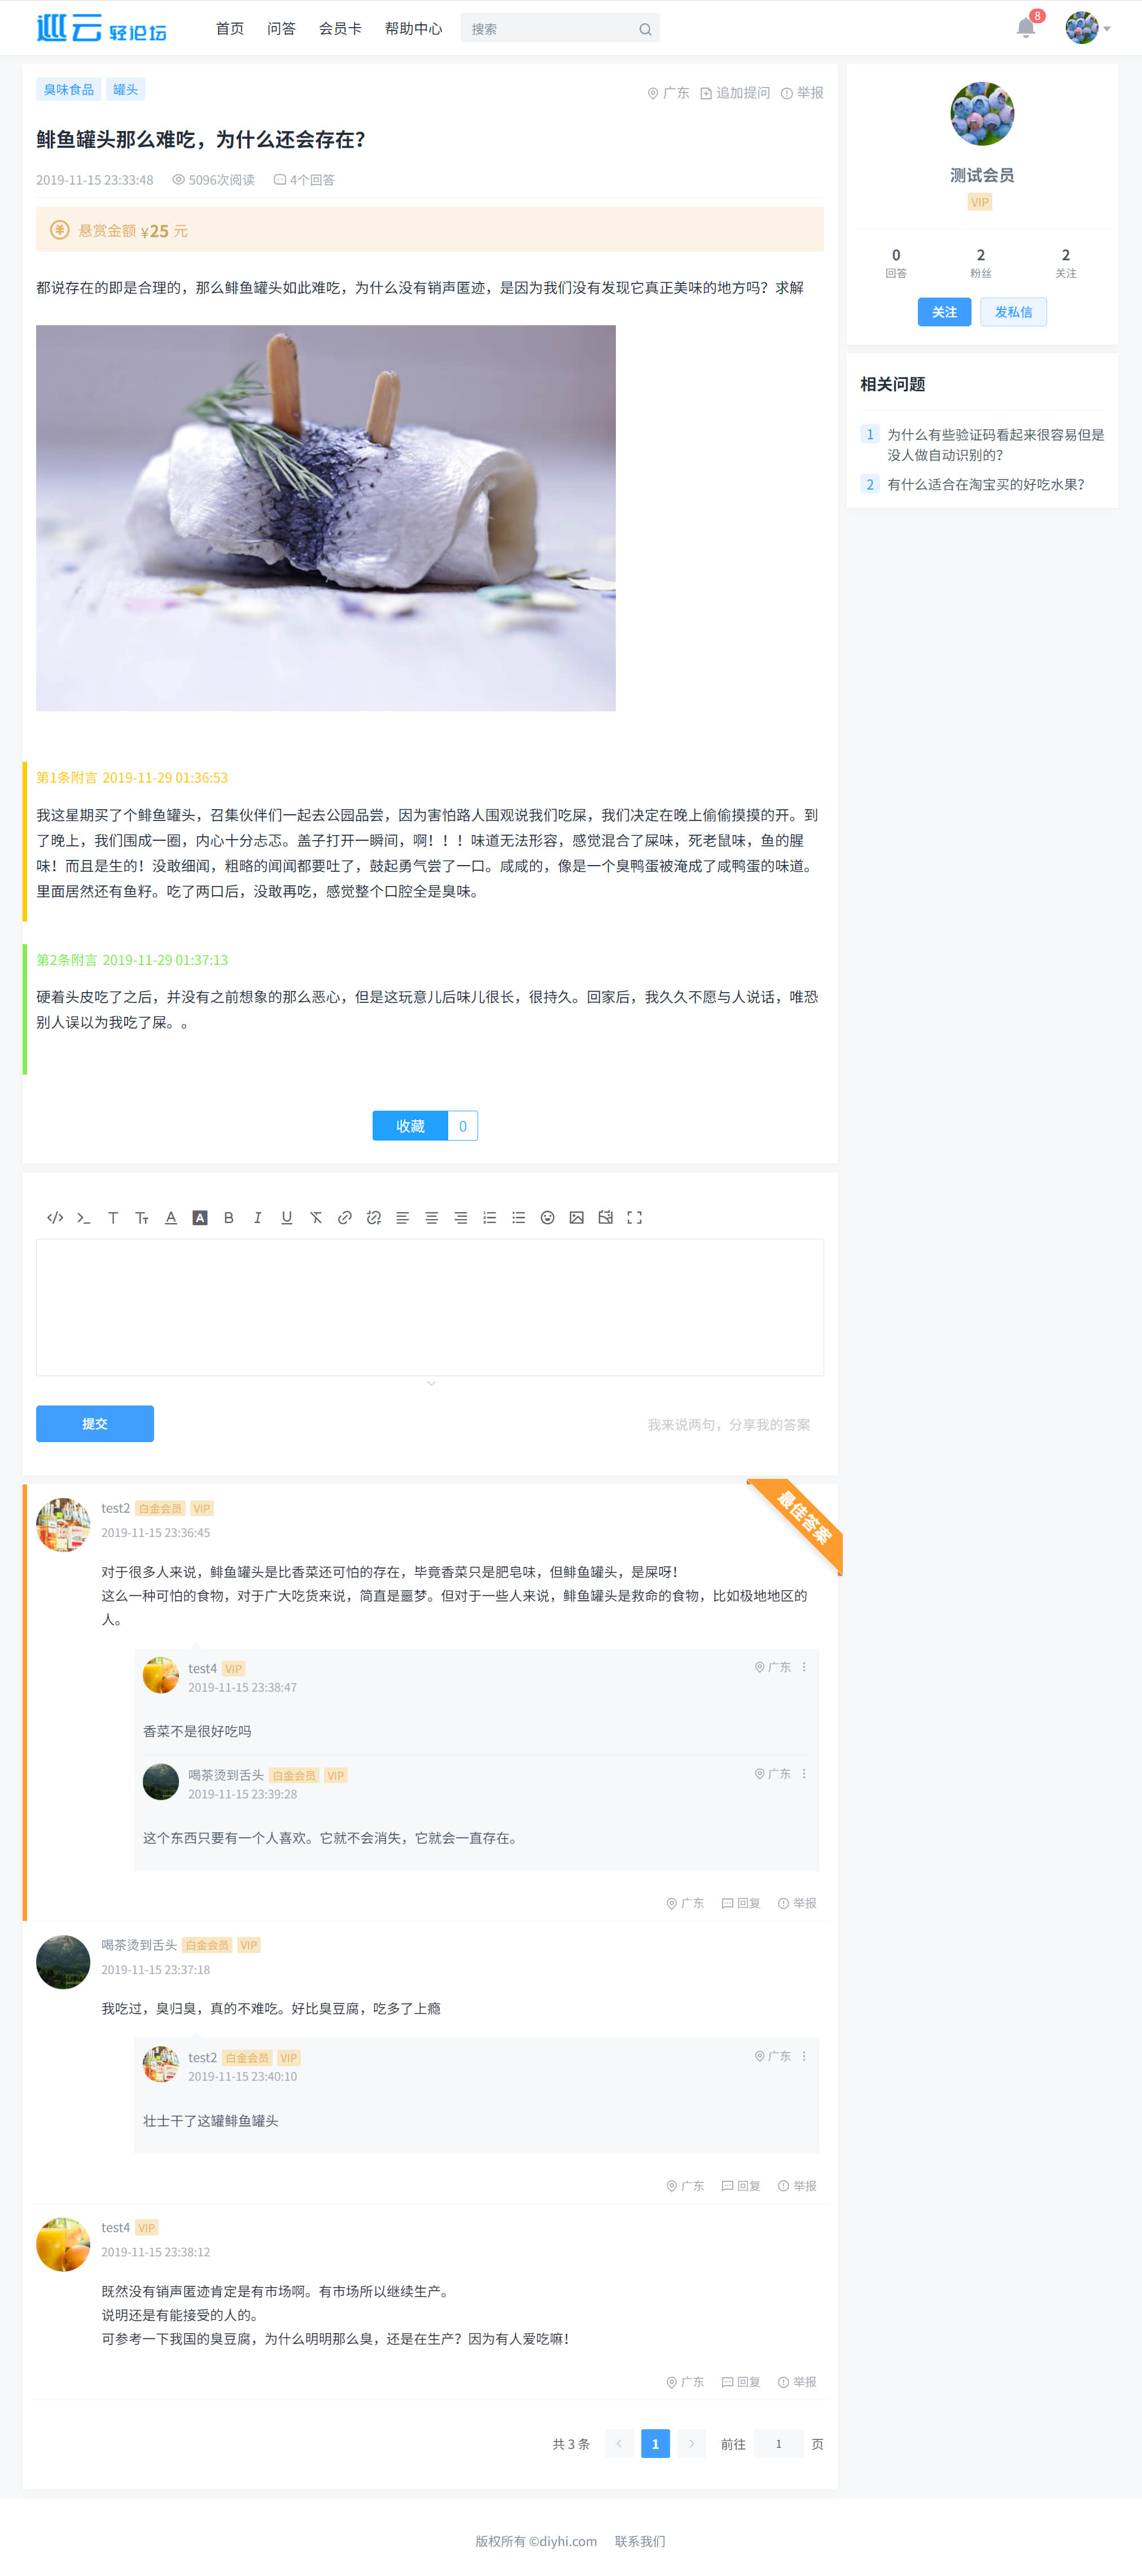 巡云 轻论坛 首页 问答 会员卡 帮助中心 搜索 8
臭味食品 罐头 广东 追加提问 举报
鲱鱼罐头那么难吃，为什么还会存在？
2019-11-15 23:33:48 5096次阅读 4个回答
悬赏金额 ¥25 元
都说存在的即是合理的，那么鲱鱼罐头如此难吃，为什么没有销声匿迹，是因为我们没有发现它真正美味的地方吗？求解
第1条附言 2019-11-29 01:36:53
我这星期买了个鲱鱼罐头，召集伙伴们一起去公园品尝，因为害怕路人围观说我们吃屎，我们决定在晚上偷偷摸摸的开。到
了晚上，我们围成一圈，内心十分忐忑。盖子打开一瞬间，啊！！！味道无法形容，感觉混合了屎味，死老鼠味，鱼的腥
味！而且是生的！没敢细闻，粗略的闻闻都要吐了，鼓起勇气尝了一口。咸咸的，像是一个臭鸭蛋被淹成了咸鸭蛋的味道。
里面居然还有鱼籽。吃了两口后，没敢再吃，感觉整个口腔全是臭味。
第2条附言 2019-11-29 01:37:13
硬着头皮吃了之后，并没有之前想象的那么恶心，但是这玩意儿后味儿很长，很持久。回家后，我久久不愿与人说话，唯恐
别人误以为我吃了屎。。
收藏 0
提交 我来说两句，分享我的答案
最佳答案
test2 白金会员 VIP
2019-11-15 23:36:45
对于很多人来说，鲱鱼罐头是比香菜还可怕的存在，毕竟香菜只是肥皂味，但鲱鱼罐头，是屎呀！
这么一种可怕的食物，对于广大吃货来说，简直是噩梦。但对于一些人来说，鲱鱼罐头是救命的食物，比如极地地区的
人。
test4 VIP 广东
2019-11-15 23:38:47
香菜不是很好吃吗
喝茶烫到舌头 白金会员 VIP 广东
2019-11-15 23:39:28
这个东西只要有一个人喜欢。它就不会消失，它就会一直存在。
广东 回复 举报
喝茶烫到舌头 白金会员 VIP
2019-11-15 23:37:18
我吃过，臭归臭，真的不难吃。好比臭豆腐，吃多了上瘾
test2 白金会员 VIP 广东
2019-11-15 23:40:10
壮士干了这罐鲱鱼罐头
广东 回复 举报
test4 VIP
2019-11-15 23:38:12
既然没有销声匿迹肯定是有市场啊。有市场所以继续生产。
说明还是有能接受的人的。
可参考一下我国的臭豆腐，为什么明明那么臭，还是在生产？因为有人爱吃嘛！
广东 回复 举报
共 3 条 1 前往 1 页
测试会员
VIP
0 2 2
回答 粉丝 关注
关注 发私信
相关问题
1 为什么有些验证码看起来很容易但是
没人做自动识别的？
2 有什么适合在淘宝买的好吃水果？
版权所有 ©diyhi.com 联系我们